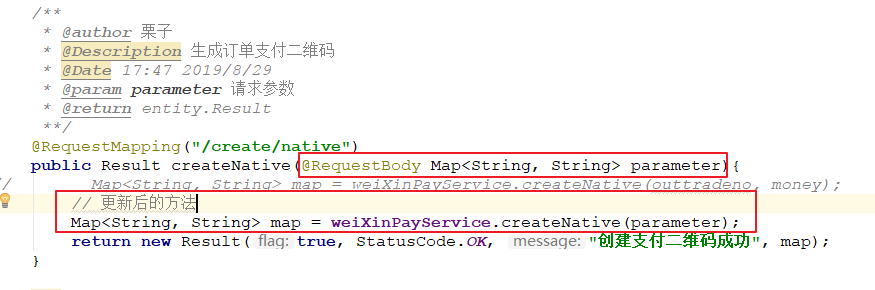 /**
* @author 栗子
* @Description 生成订单支付二维码
* @Date 17:47 2019/8/29
* @param parameter 请求参数
* @return entity.Result
**/
@RequestMapping("/create/native")
public Result createNative(@RequestBody Map<String, String> parameter){
// Map<String, String> map = weiXinPayService.createNative(outtradeno, money);
// 更新后的方法
Map<String, String> map = weiXinPayService.createNative(parameter);
return new Result( flag: true, StatusCode.OK, message: "创建支付二维码成功", map);
}